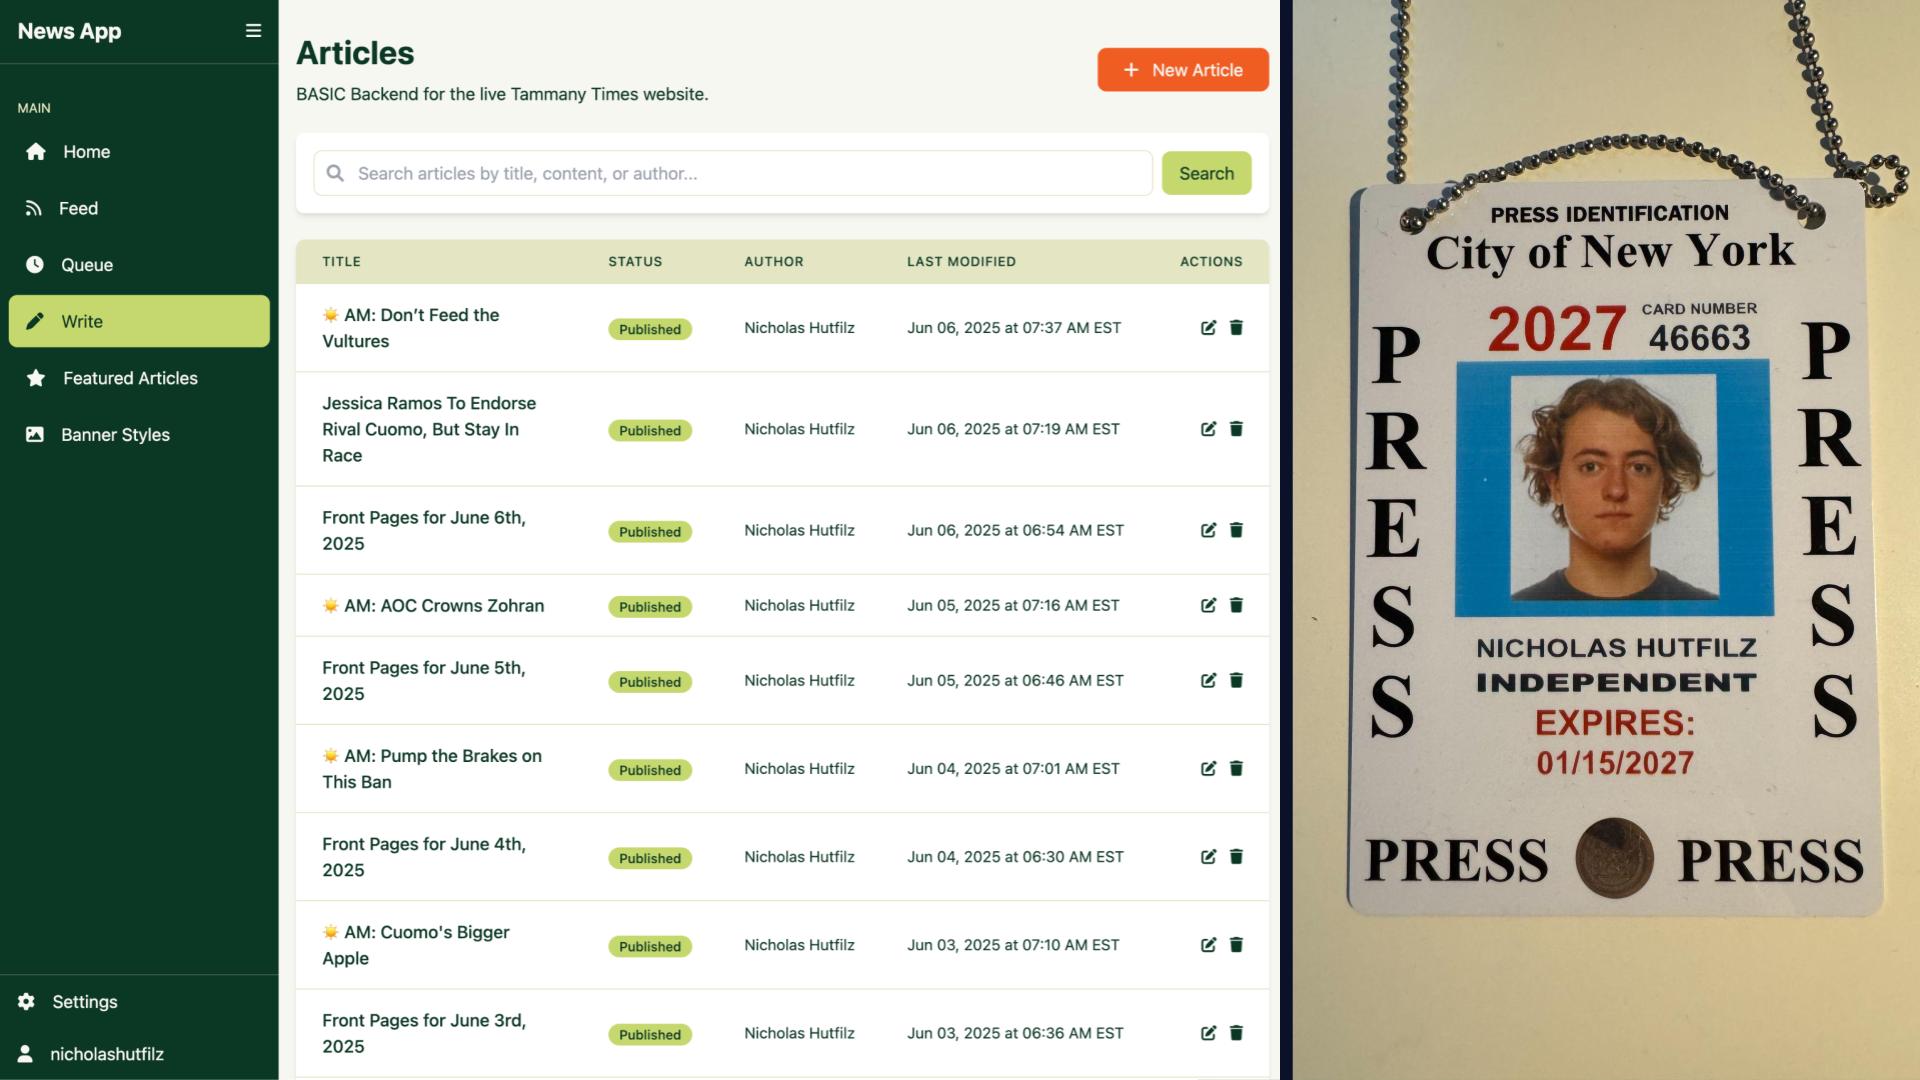 News App
MAIN
Home
Feed
Queue
Write
Featured Articles
Banner Styles
Settings
nicholashutfilz
Articles
BASIC Backend for the live Tammany Times website.
New Article
Search articles by title, content, or author...
Search
TITLE STATUS AUTHOR LAST MODIFIED ACTIONS
☀️ AM: Don’t Feed the
Vultures
Published
Nicholas Hutfilz
Jun 06, 2025 at 07:37 AM EST
Jessica Ramos To Endorse
Rival Cuomo, But Stay In
Race
Published
Nicholas Hutfilz
Jun 06, 2025 at 07:19 AM EST
Front Pages for June 6th,
2025
Published
Nicholas Hutfilz
Jun 06, 2025 at 06:54 AM EST
☀️ AM: AOC Crowns Zohran
Published
Nicholas Hutfilz
Jun 05, 2025 at 07:16 AM EST
Front Pages for June 5th,
2025
Published
Nicholas Hutfilz
Jun 05, 2025 at 06:46 AM EST
☀️ AM: Pump the Brakes on
This Ban
Published
Nicholas Hutfilz
Jun 04, 2025 at 07:01 AM EST
Front Pages for June 4th,
2025
Published
Nicholas Hutfilz
Jun 04, 2025 at 06:30 AM EST
☀️ AM: Cuomo's Bigger
Apple
Published
Nicholas Hutfilz
Jun 03, 2025 at 07:10 AM EST
Front Pages for June 3rd,
2025
Published
Nicholas Hutfilz
Jun 03, 2025 at 06:36 AM EST
PRESS IDENTIFICATION
City of New York
2027
CARD NUMBER
46663
PRESS
PRESS
NICHOLAS HUTFILZ
INDEPENDENT
EXPIRES:
01/15/2027
PRESS PRESS